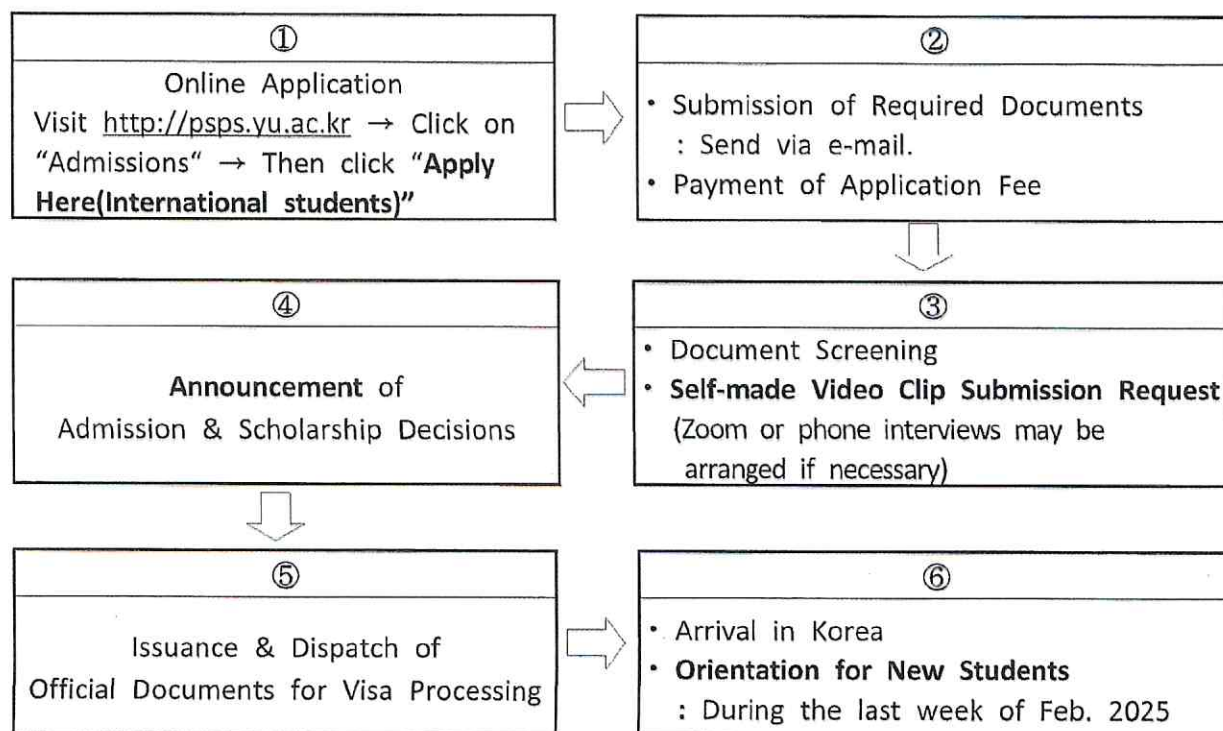 ①
Online Application
Visit http://psps.yu.ac.kr → Click on
“Admissions“ → Then click “Apply
Here(International students)”
②
• Submission of Required Documents
: Send via e-mail.
• Payment of Application Fee
③
• Document Screening
• Self-made Video Clip Submission Request
(Zoom or phone interviews may be
arranged if necessary)
④
Announcement of
Admission & Scholarship Decisions
⑤
Issuance & Dispatch of
Official Documents for Visa Processing
⑥
• Arrival in Korea
• Orientation for New Students
: During the last week of Feb. 2025